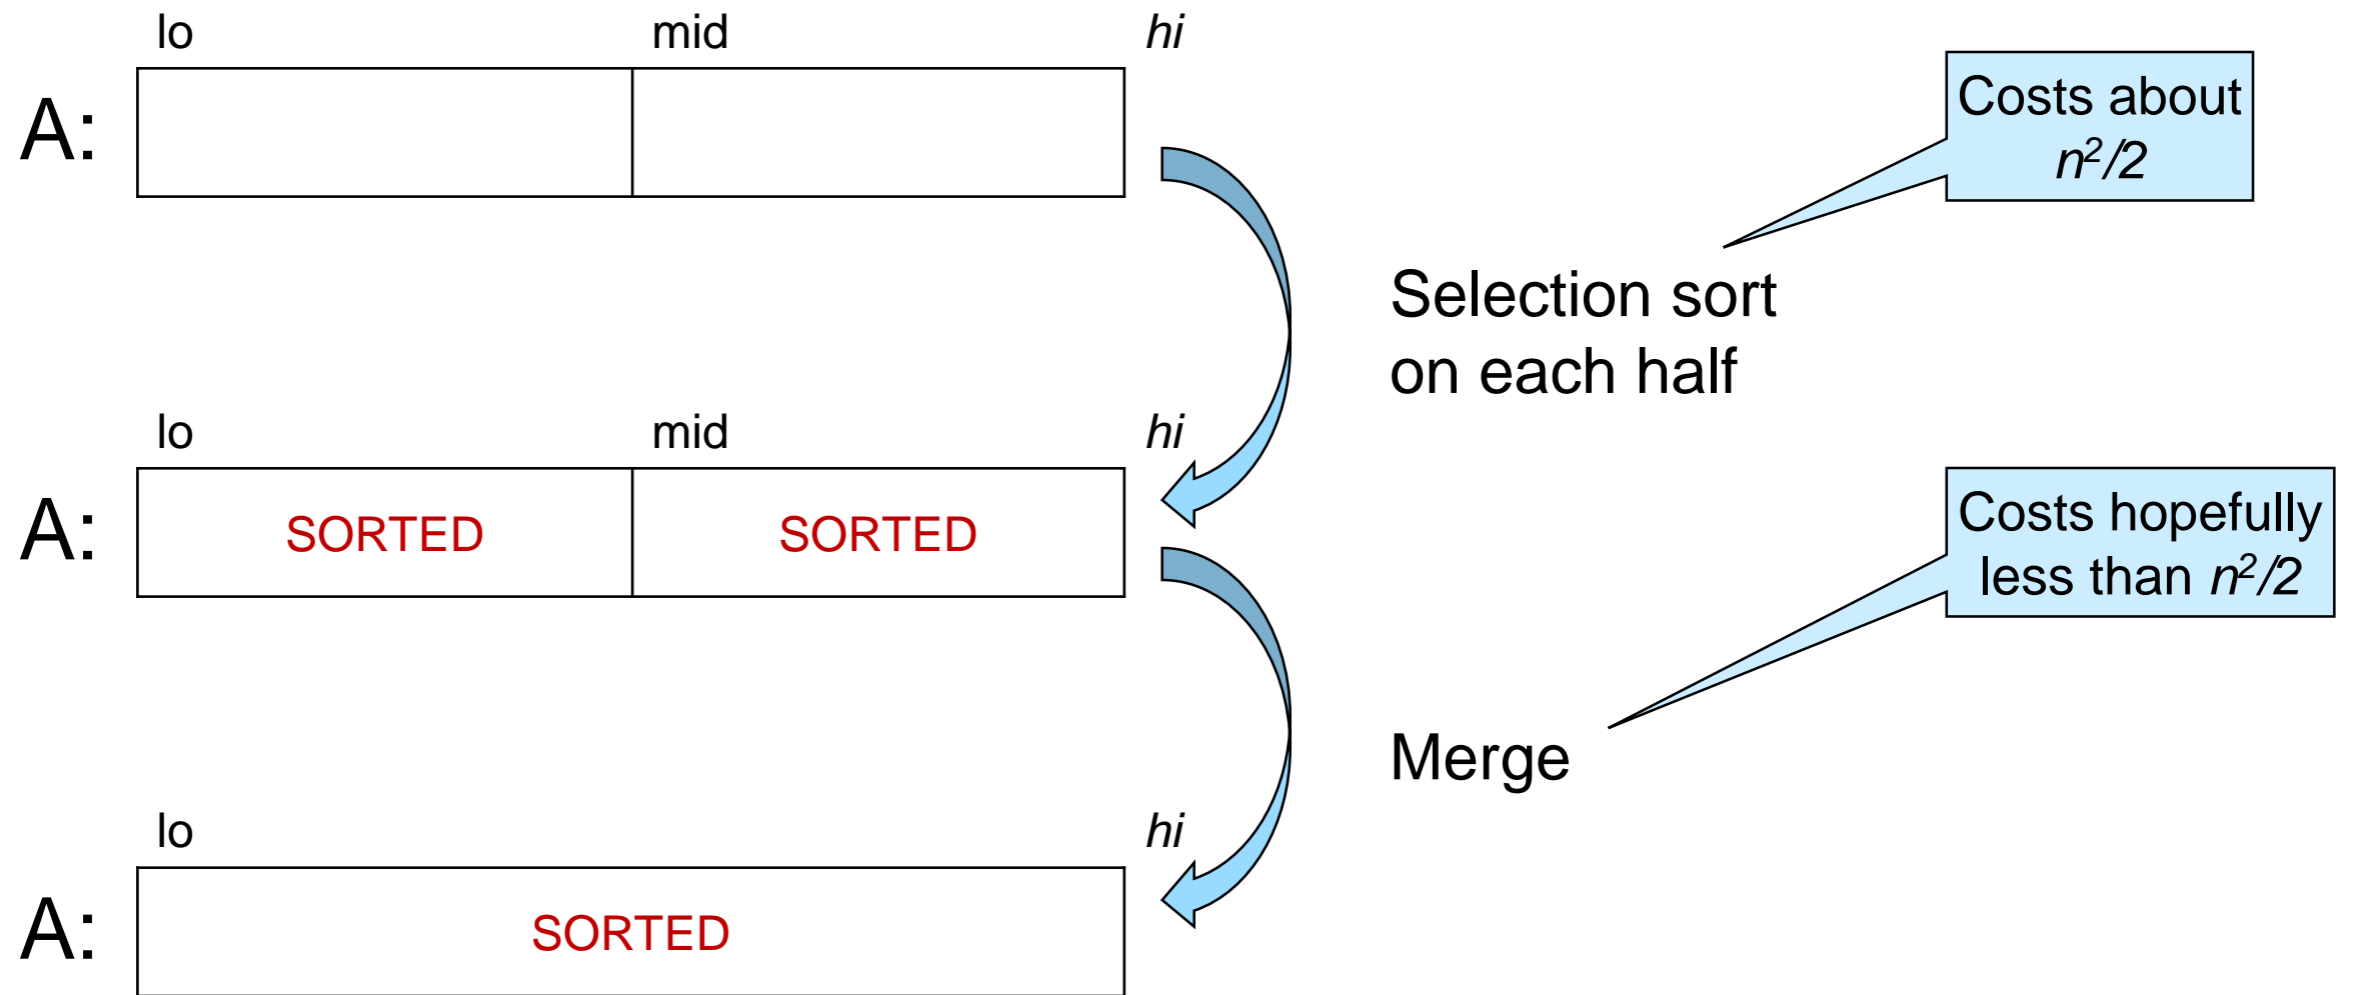 lo mid hi
A:
Costs about
n²/2
Selection sort
on each half
lo mid hi
A: SORTED SORTED
Costs hopefully
less than n²/2
Merge
lo hi
A: SORTED